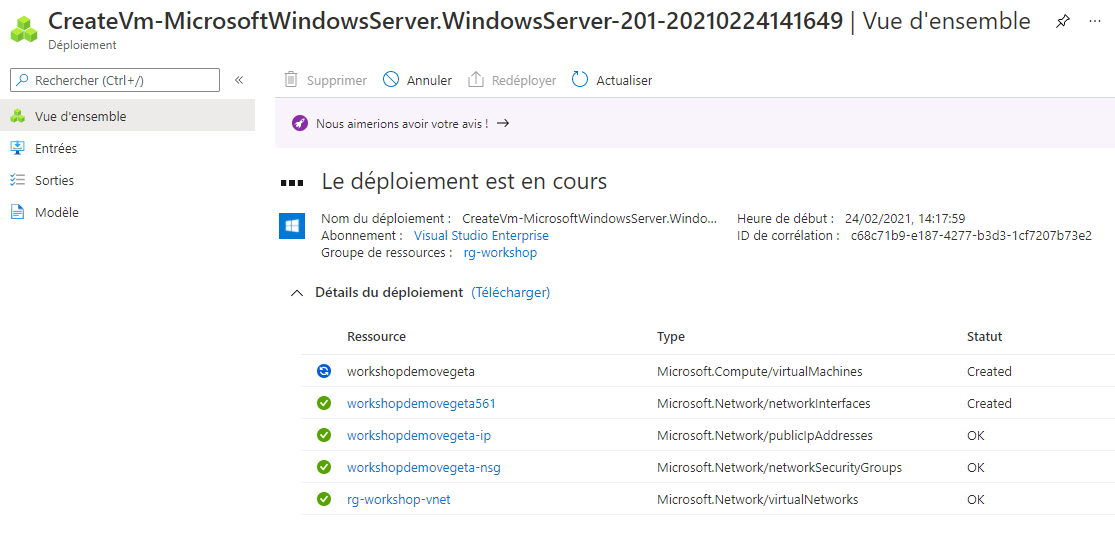 CreateVm-MicrosoftWindowsServer.WindowsServer-201-20210224141649 | Vue d'ensemble
Déploiement
Rechercher (Ctrl+/)
«
Supprimer Annuler Redéployer Actualiser
Vue d'ensemble
Entrées
Sorties
Modèle
Nous aimerions avoir votre avis ! →
Le déploiement est en cours
Nom du déploiement : CreateVm-MicrosoftWindowsServer.Windo...
Abonnement : Visual Studio Enterprise
Groupe de ressources : rg-workshop
Heure de début : 24/02/2021, 14:17:59
ID de corrélation : c68c71b9-e187-4277-b3d3-1cf7207b73e2
Détails du déploiement (Télécharger)
Ressource Type Statut
workshopdemovegeta Microsoft.Compute/virtualMachines Created
workshopdemovegeta561 Microsoft.Network/networkInterfaces Created
workshopdemovegeta-ip Microsoft.Network/publicIpAddresses OK
workshopdemovegeta-nsg Microsoft.Network/networkSecurityGroups OK
rg-workshop-vnet Microsoft.Network/virtualNetworks OK